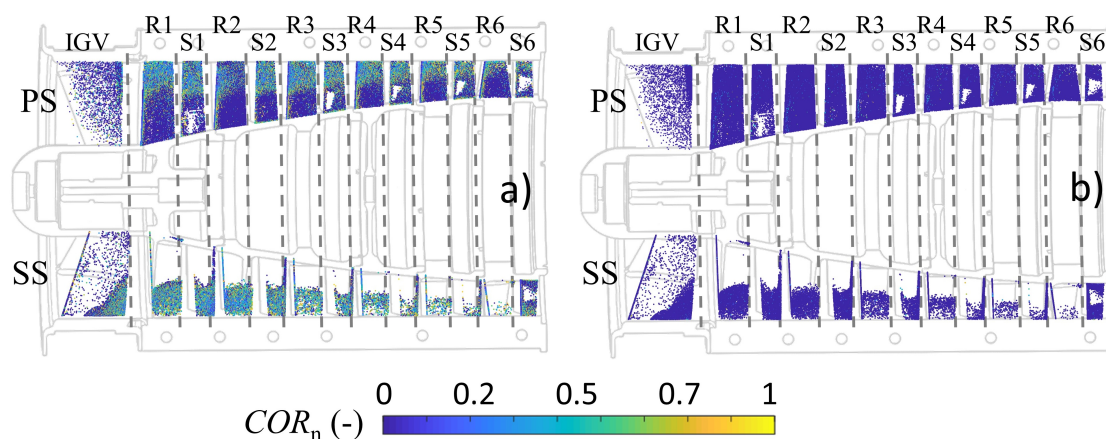 R1 R2 R3 R4 R5 R6
IGV S1 S2 S3 S4 S5 S6
PS
a)
SS
R1 R2 R3 R4 R5 R6
IGV S1 S2 S3 S4 S5 S6
PS
b)
SS
0 0.2 0.5 0.7 1
CORₙ (-)